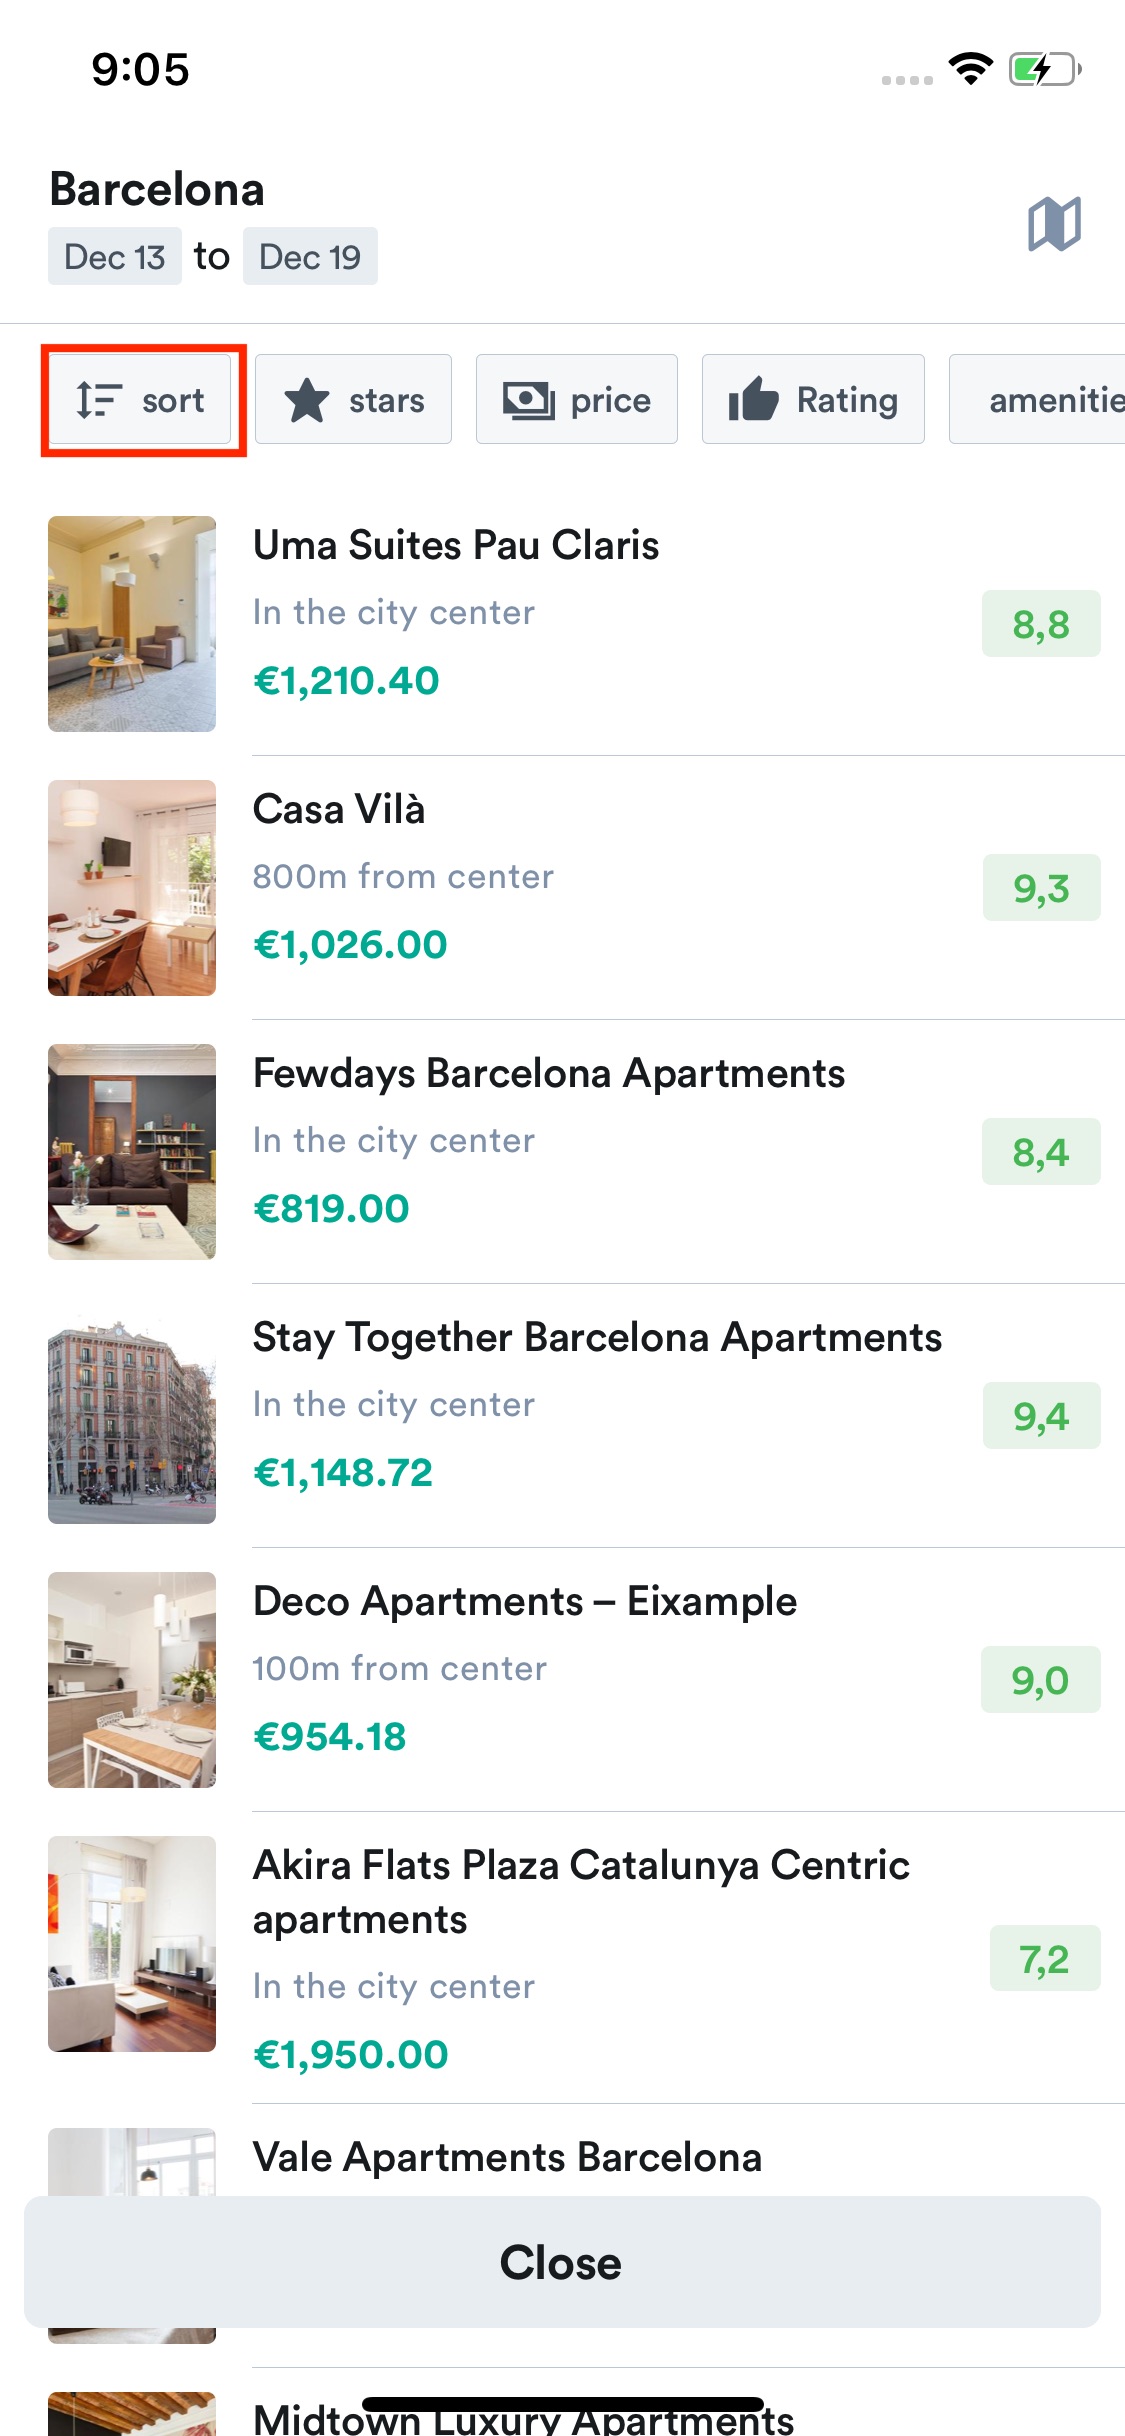 9:05
Barcelona
Dec 13 to Dec 19
sort stars price Rating amenitie
Uma Suites Pau Claris
In the city center
8,8
€1,210.40
Casa Vilà
800m from center
9,3
€1,026.00
Fewdays Barcelona Apartments
In the city center
8,4
€819.00
Stay Together Barcelona Apartments
In the city center
9,4
€1,148.72
Deco Apartments – Eixample
100m from center
9,0
€954.18
Akira Flats Plaza Catalunya Centric
apartments
7,2
In the city center
€1,950.00
Vale Apartments Barcelona
Close
Midtown Luxury Apartments